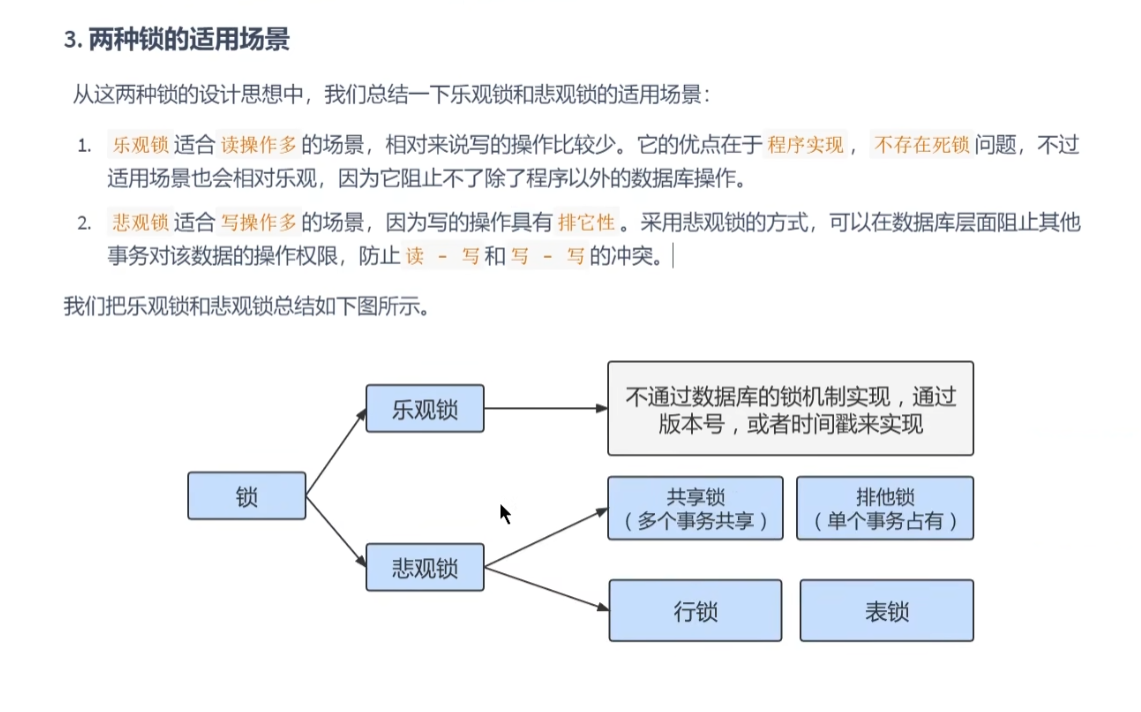 3. 两种锁的适用场景
从这两种锁的设计思想中，我们总结一下乐观锁和悲观锁的适用场景：
1. 乐观锁 适合 读操作多 的场景，相对来说写的操作比较少。它的优点在于 程序实现 ， 不存在死锁 问题，不过
适用场景也会相对乐观，因为它阻止不了除了程序以外的数据库操作。
2. 悲观锁 适合 写操作多 的场景，因为写的操作具有 排它性 。采用悲观锁的方式，可以在数据库层面阻止其他
事务对该数据的操作权限，防止 读 - 写 和 写 - 写 的冲突。
我们把乐观锁和悲观锁总结如下图所示。
不通过数据库的锁机制实现，通过
版本号，或者时间戳来实现
乐观锁
锁
共享锁
（多个事务共享）
排他锁
（单个事务占有）
悲观锁
行锁
表锁